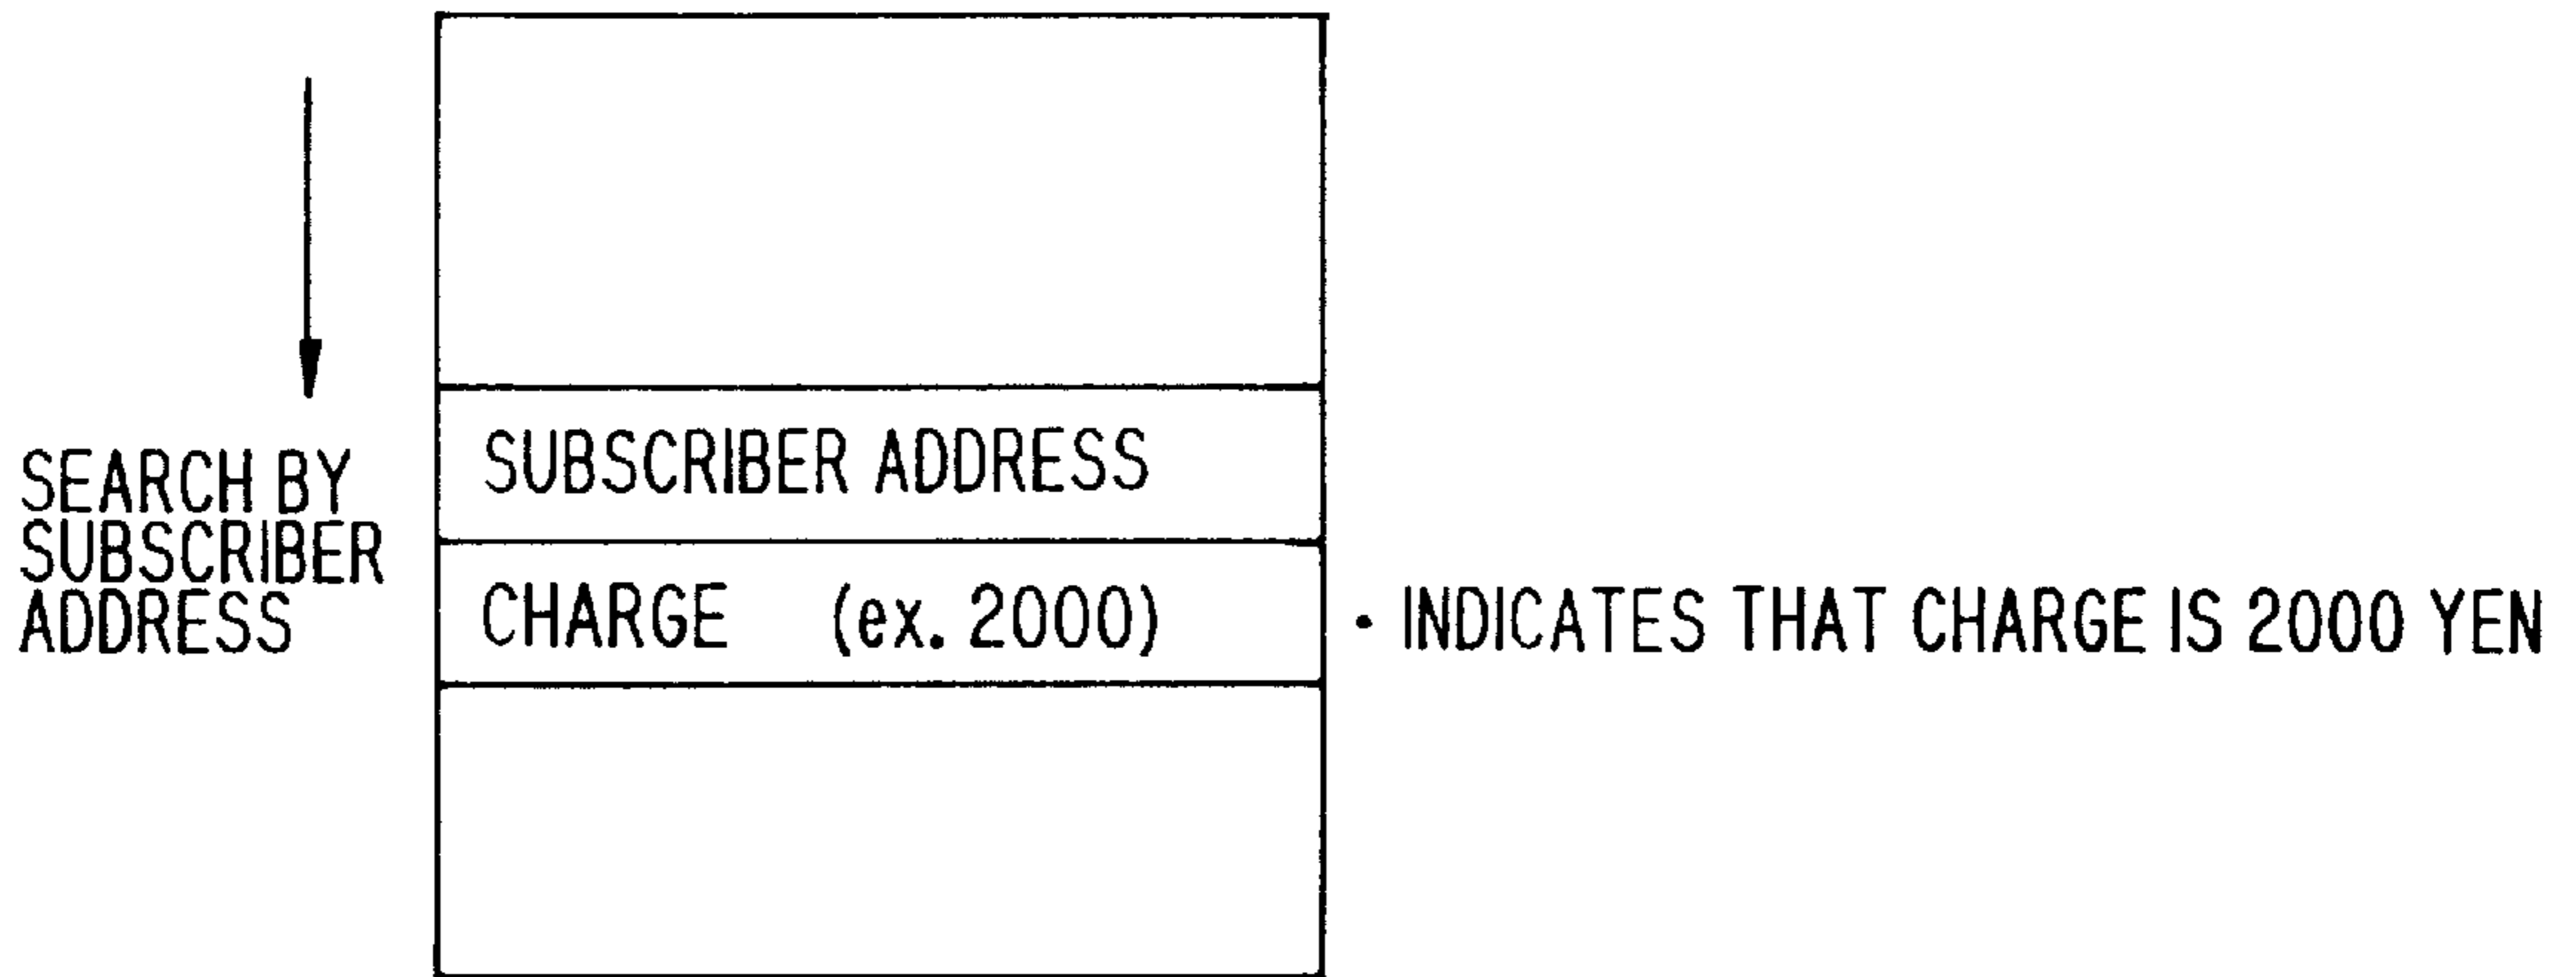 SEARCH BY
SUBSCRIBER
ADDRESS
SUBSCRIBER ADDRESS
CHARGE (ex. 2000)
• INDICATES THAT CHARGE IS 2000 YEN